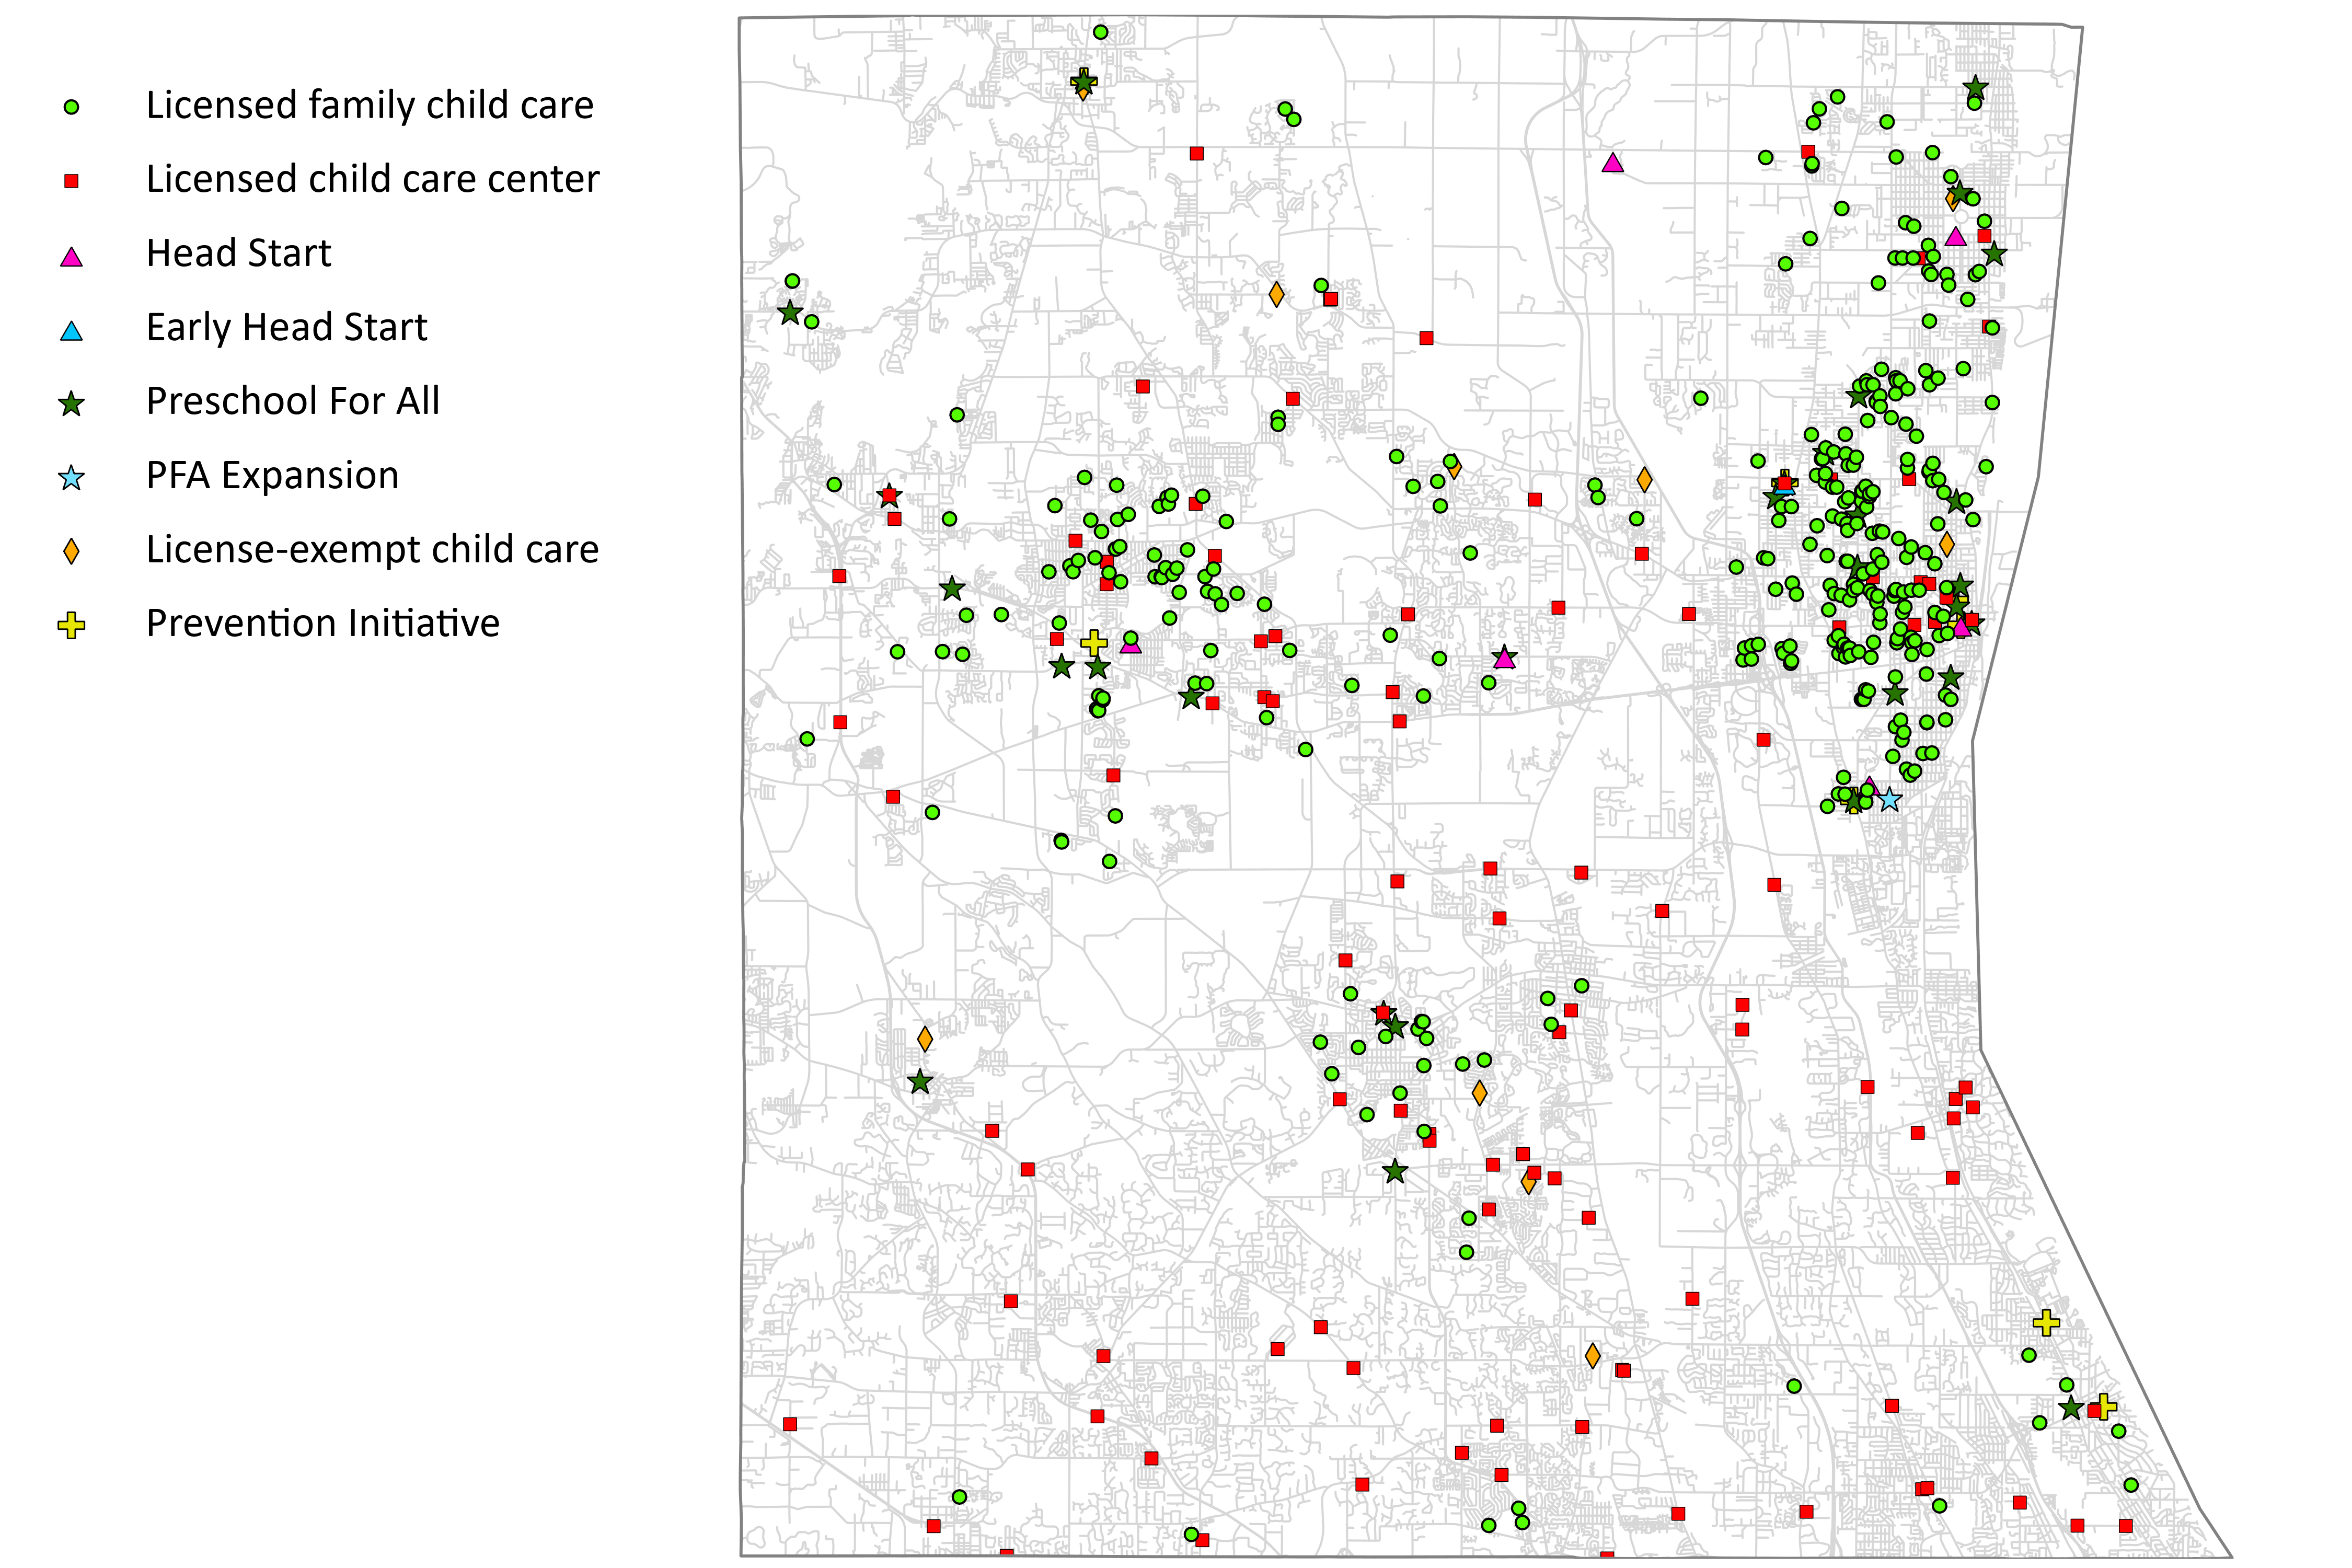 Licensed family child care
Licensed child care center
Head Start
Early Head Start
Preschool For All
PFA Expansion
License-exempt child care
Prevention Initiative